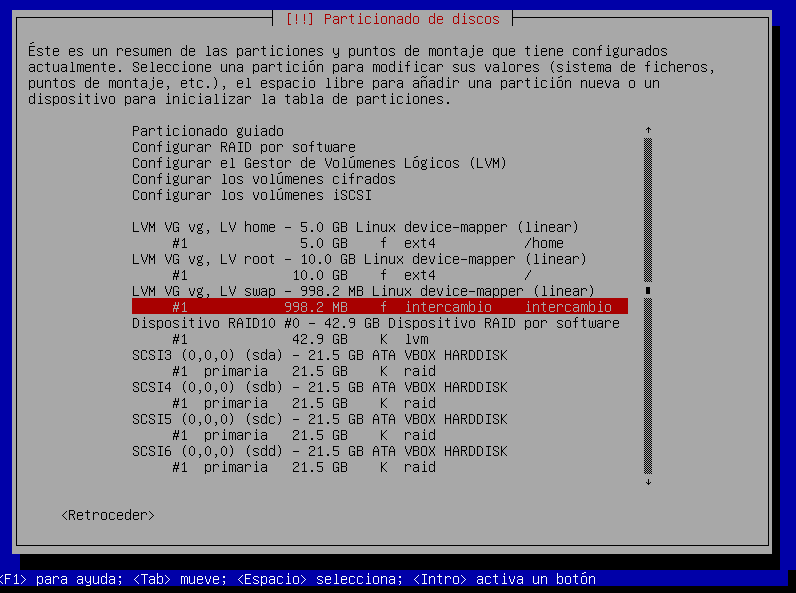 [!!] Particionado de discos
Éste es un resumen de las particiones y puntos de montaje que tiene configurados
actualmente. Seleccione una partición para modificar sus valores (sistema de ficheros,
puntos de montaje, etc.), el espacio libre para añadir una partición nueva o un
dispositivo para inicializar la tabla de particiones.
Particionado guiado
Configurar RAID por software
Configurar el Gestor de Volúmenes Lógicos (LVM)
Configurar los volúmenes cifrados
Configurar los volúmenes iSCSI
LVM VG vg, LV home - 5.0 GB Linux device-mapper (linear)
#1 5.0 GB f ext4 /home
LVM VG vg, LV root - 10.0 GB Linux device-mapper (linear)
#1 10.0 GB f ext4 /
LVM VG vg, LV swap - 998.2 MB Linux device-mapper (linear)
#1 998.2 MB f intercambio intercambio
Dispositivo RAID10 #0 - 42.9 GB Dispositivo RAID por software
#1 42.9 GB K lvm
SCSI3 (0,0,0) (sda) - 21.5 GB ATA VBOX HARDDISK
#1 primaria 21.5 GB K raid
SCSI4 (0,0,0) (sdb) - 21.5 GB ATA VBOX HARDDISK
#1 primaria 21.5 GB K raid
SCSI5 (0,0,0) (sdc) - 21.5 GB ATA VBOX HARDDISK
#1 primaria 21.5 GB K raid
SCSI6 (0,0,0) (sdd) - 21.5 GB ATA VBOX HARDDISK
#1 primaria 21.5 GB K raid
<Retroceder>
<F1> para ayuda; <Tab> mueve; <Espacio> selecciona; <Intro> activa un botón